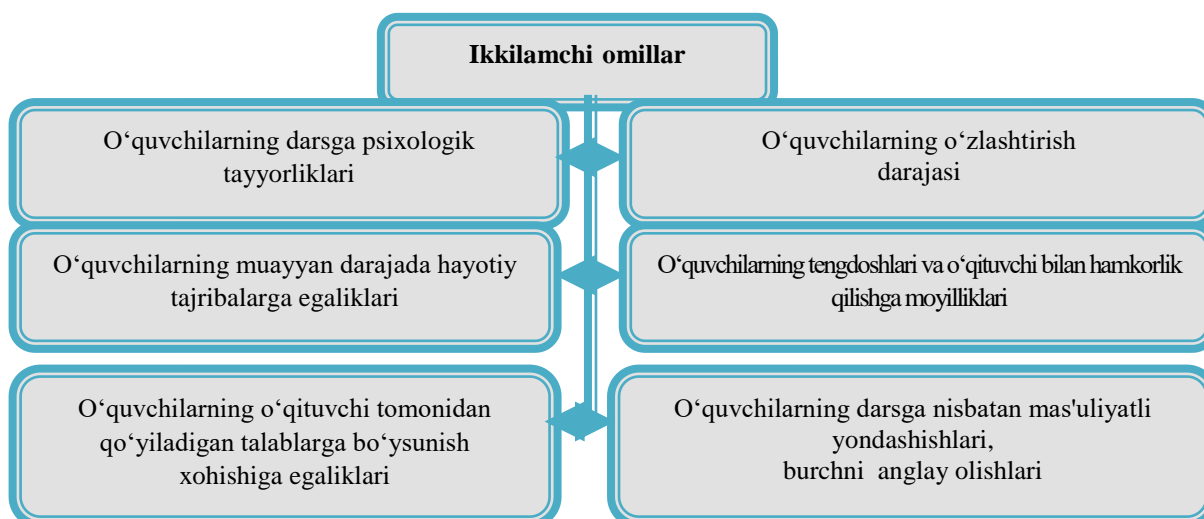 Ikkilamchi omillar
O‘quvchilarning darsga psixologik
tayyorliklari
O‘quvchilarning o‘zlashtirish
darajasi
O‘quvchilarning muayyan darajada hayotiy
tajribalarga egaliklari
O‘quvchilarning tengdoshlari va o‘qituvchi bilan hamkorlik
qilishga moyilliklari
O‘quvchilarning o‘qituvchi tomonidan
qo‘yiladigan talablarga bo‘ysunish
xohishiga egaliklari
O‘quvchilarning darsga nisbatan mas'uliyatli
yondashishlari,
burchni anglay olishlari